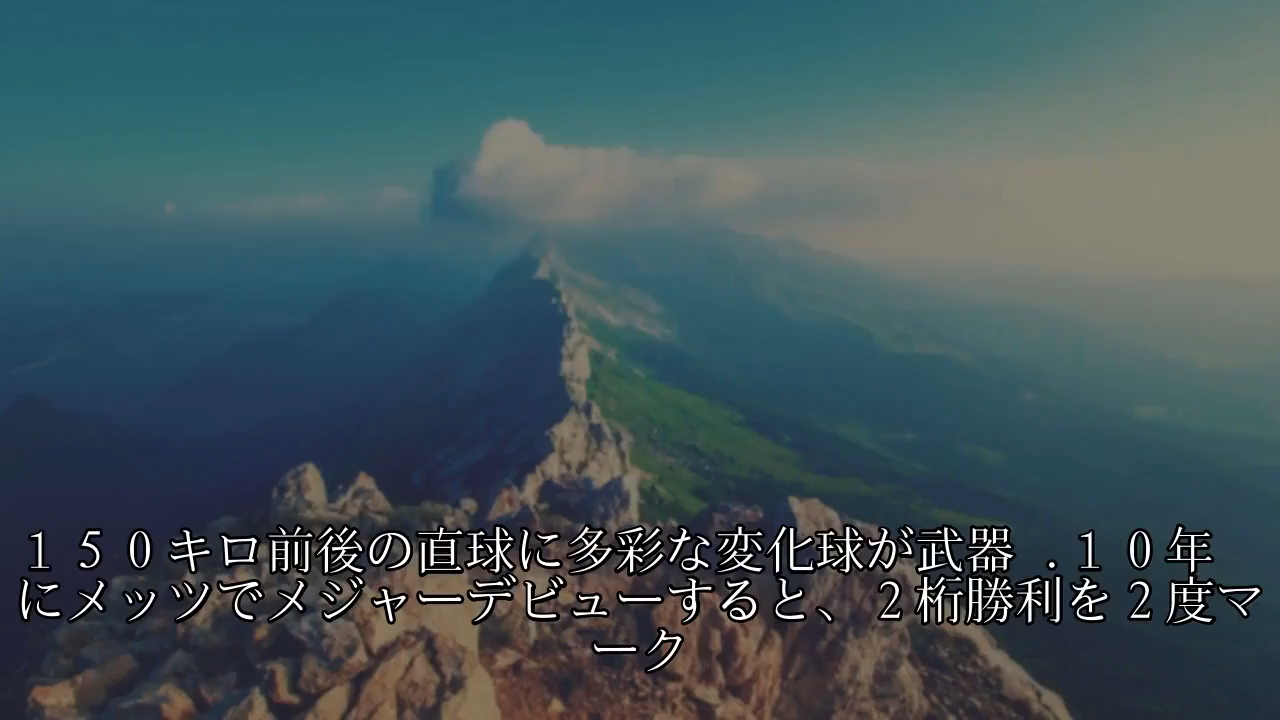 １５０キロ前後の直球に多彩な変化球が武器 .１０年
にメッツでメジャーデビューすると、２桁勝利を２度マ
ーク